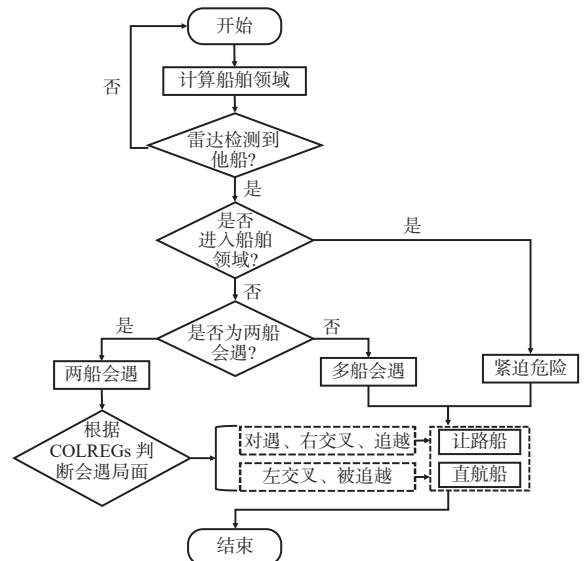 开始
否
计算船舶领域
雷达检测到
他船?
是
是否
进入船舶
领域?
是
否
是
是否为两船
会遇?
否
两船会遇
多船会遇
紧迫危险
根据
COLREGs 判
断会遇局面
对遇、右交叉、追越
让路船
左交叉、被追越
直航船
结束